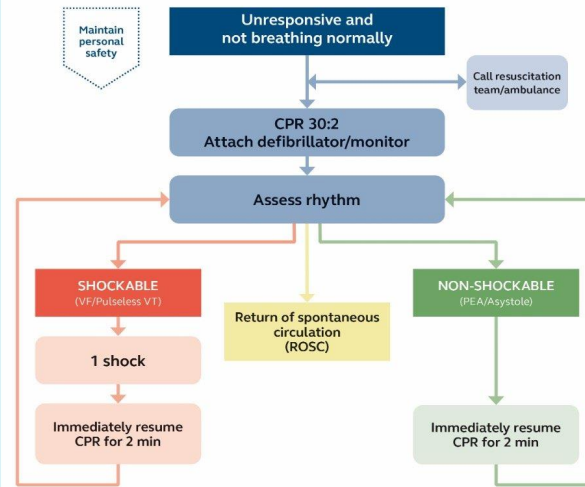 Maintain
personal
safety
Unresponsive and
not breathing normally
Call resuscitation
team/ambulance
CPR 30:2
Attach defibrillator/monitor
Assess rhythm
SHOCKABLE
(VF/Pulseless VT)
Return of spontaneous
circulation
(ROSC)
NON-SHOCKABLE
(PEA/Asystole)
1 shock
Immediately resume
CPR for 2 min
Immediately resume
CPR for 2 min